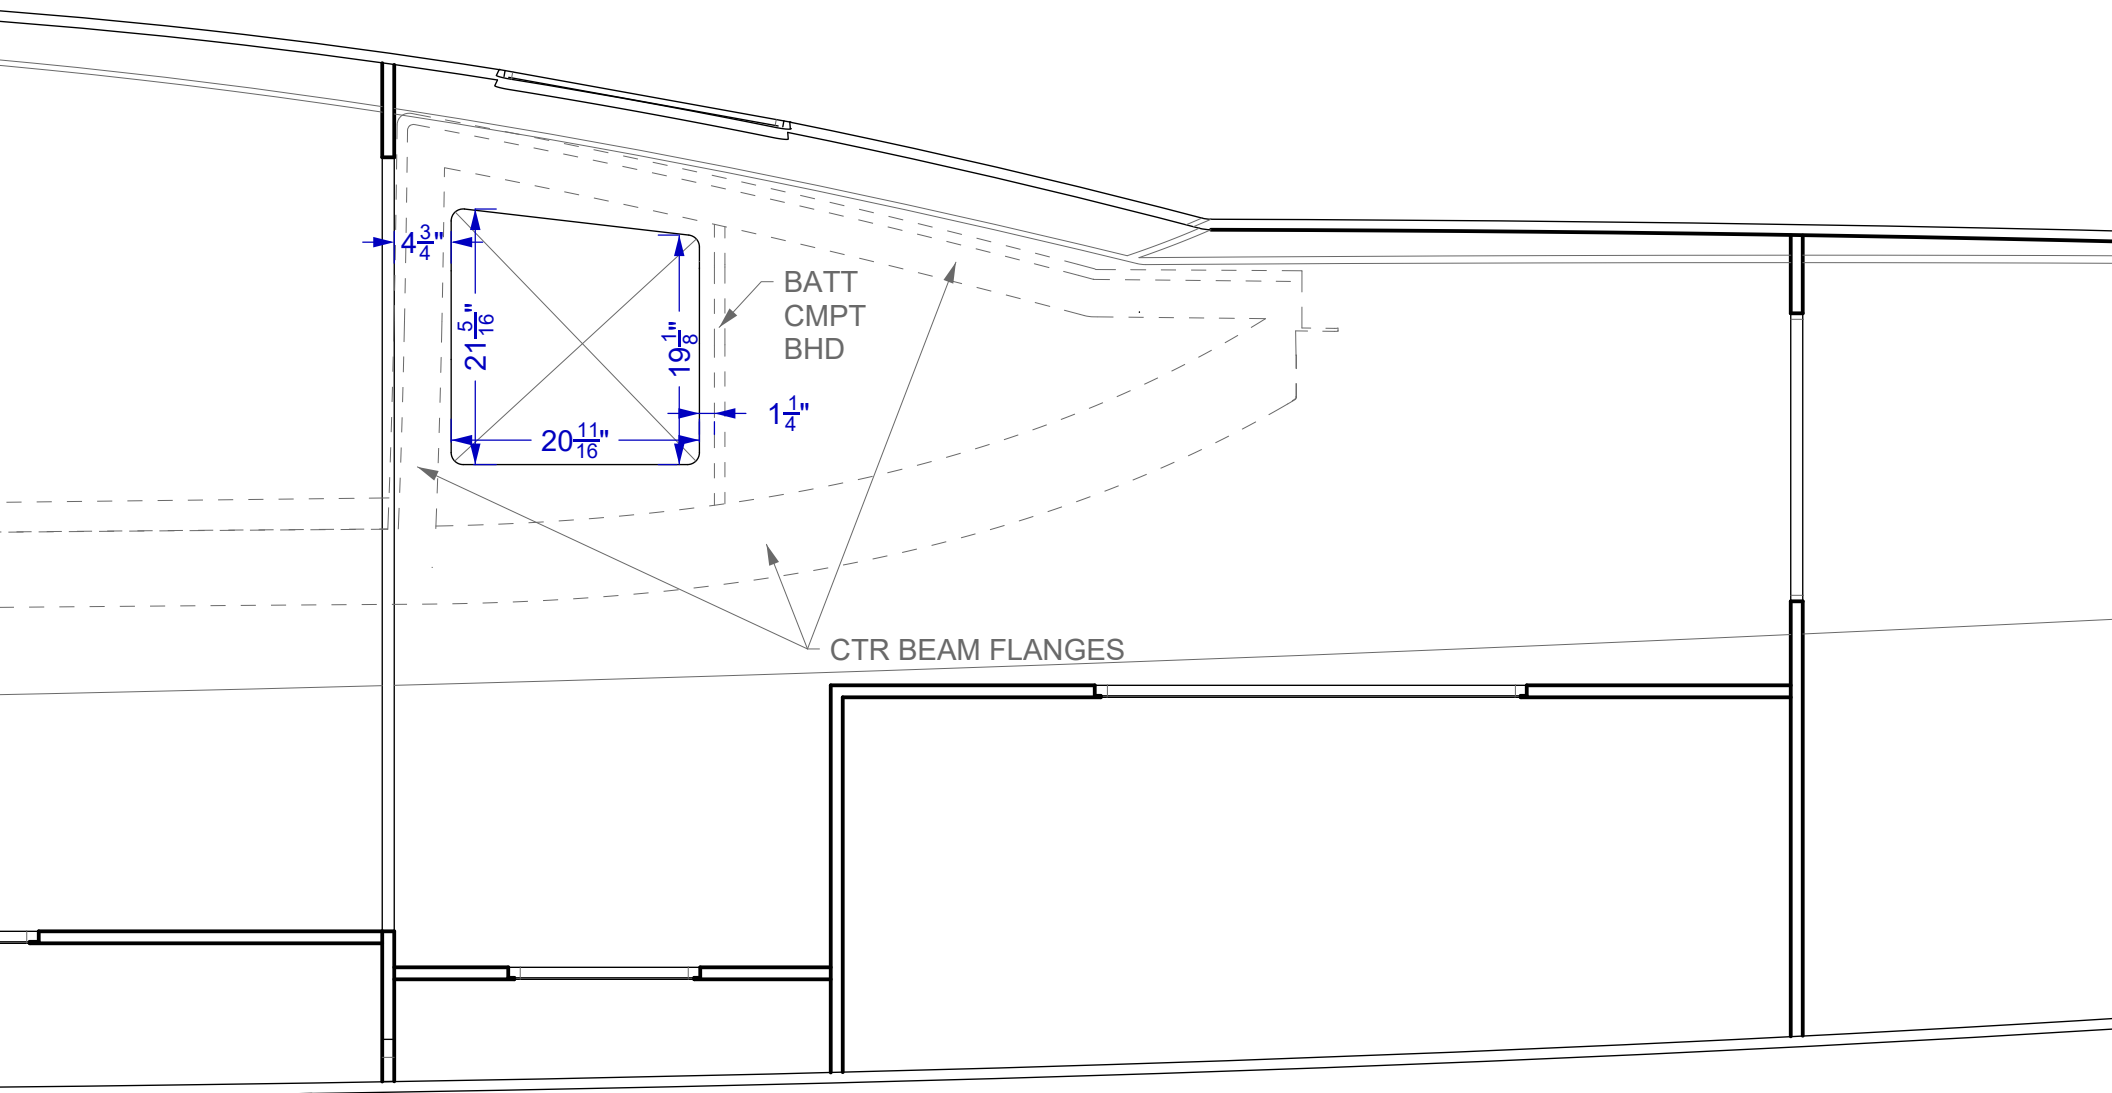 4 3/4"
21 5/16"
19 1/8"
20 11/16"
1 1/4"
BATT
CMPT
BHD
CTR BEAM FLANGES